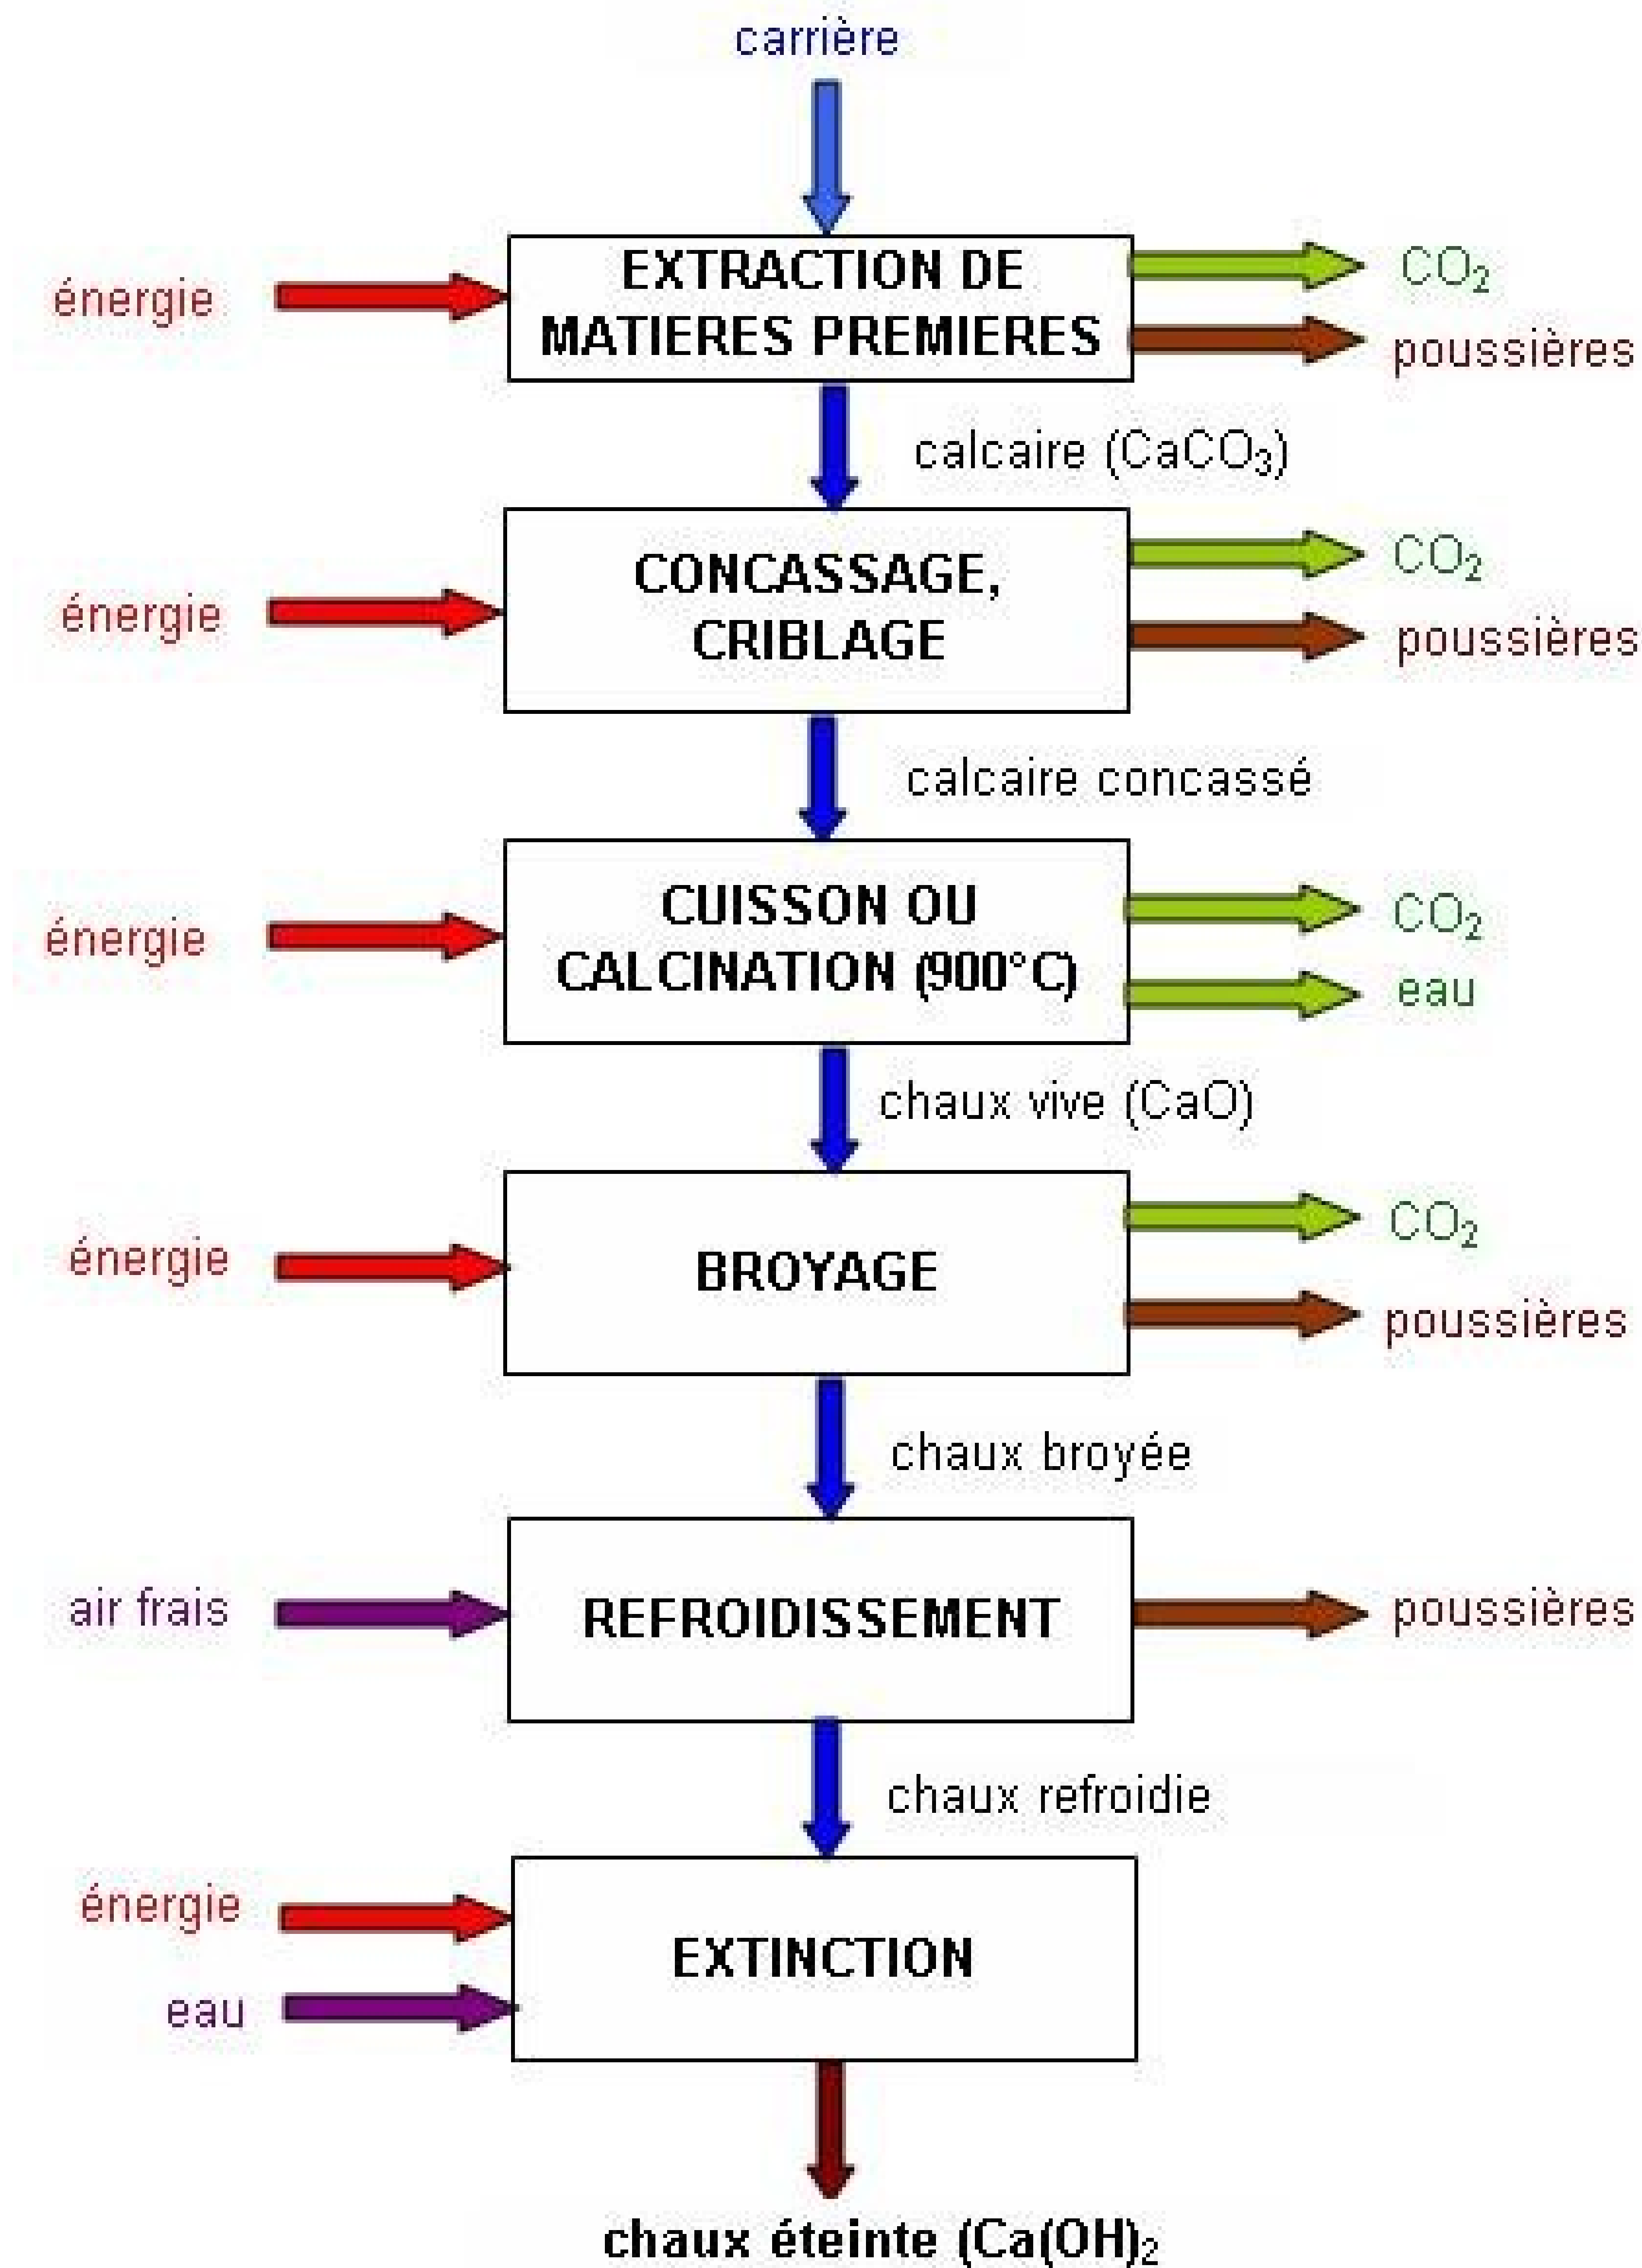 carrière
énergie
EXTRACTION DE
MATIERES PREMIERES
CO₂
poussières
calcaire (CaCO₃)
énergie
CONCASSAGE,
CRIBLAGE
CO₂
poussières
calcaire concassé
énergie
CUISSON OU
CALCINATION (900°C)
CO₂
eau
chaux vive (CaO)
énergie
BROYAGE
CO₂
poussières
chaux broyée
air frais
REFROIDISSEMENT
poussières
chaux refroidie
énergie
eau
EXTINCTION
chaux éteinte (Ca(OH)₂